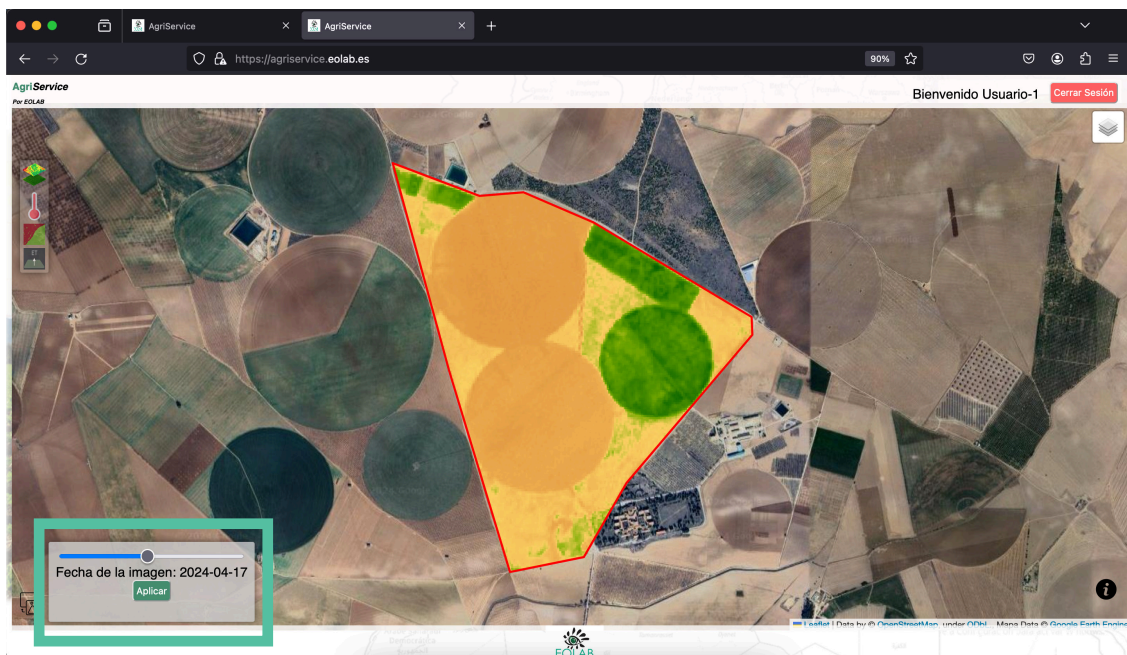 AgriService
AgriService
https://agriservice.eolab.es
90%
AgriService
Por EOLAB
Bienvenido Usuario-1
Cerrar Sesión
ET
Fecha de la imagen: 2024-04-17
Aplicar
i
Leaflet | Data by © OpenStreetMap, under ODbL. Mapa Data © Google Earth Engine
EOLAB